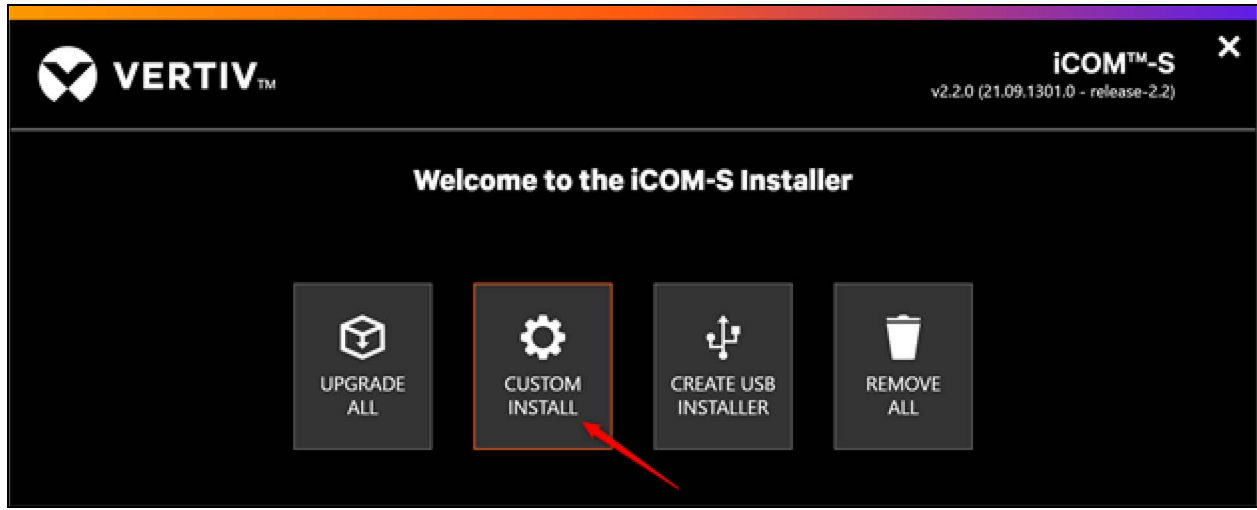 VERTIV™
iCOM™-S
v2.2.0 (21.09.1301.0 - release-2.2)
Welcome to the iCOM-S Installer
UPGRADE
ALL
CUSTOM
INSTALL
CREATE USB
INSTALLER
REMOVE
ALL